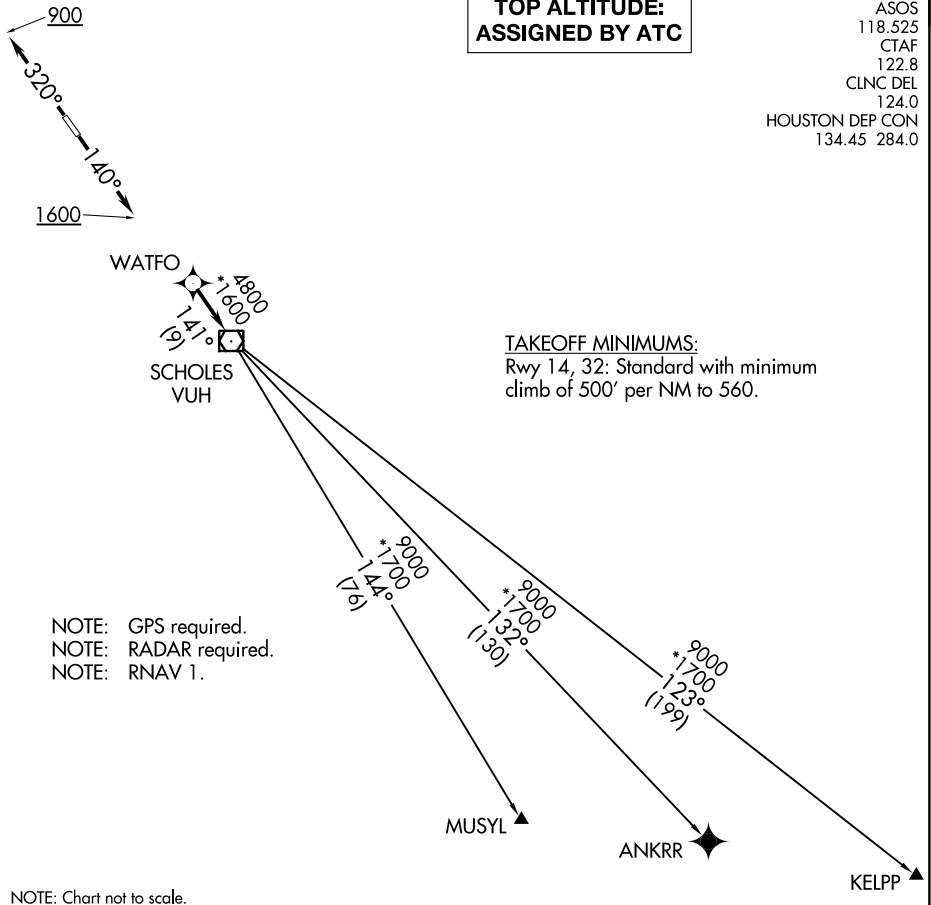 TOP ALTITUDE:
ASSIGNED BY ATC
ASOS
118.525
CTAF
122.8
CLNC DEL
124.0
HOUSTON DEP CON
134.45 284.0
900
320°
140°
1600
WATFO
4800
*1600
141°
(9)
SCHOLES
VUH
TAKEOFF MINIMUMS:
Rwy 14, 32: Standard with minimum
climb of 500' per NM to 560.
9000
*1700
144°
(76)
9000
*1700
132°
(130)
9000
*1700
123°
(199)
NOTE: GPS required.
NOTE: RADAR required.
NOTE: RNAV 1.
MUSYL
ANKRR
KELPP
NOTE: Chart not to scale.